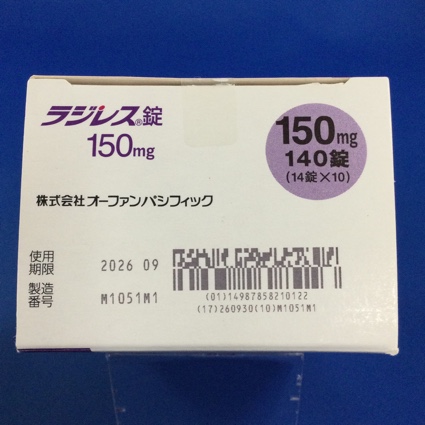 ラジレス®錠
150mg
150mg
140錠
(14錠×10)
株式会社オーファンパシフィック
使用期限 2026 09
製造番号 M1051M1
(01)14987858210122
(17)260930(10)M1051M1